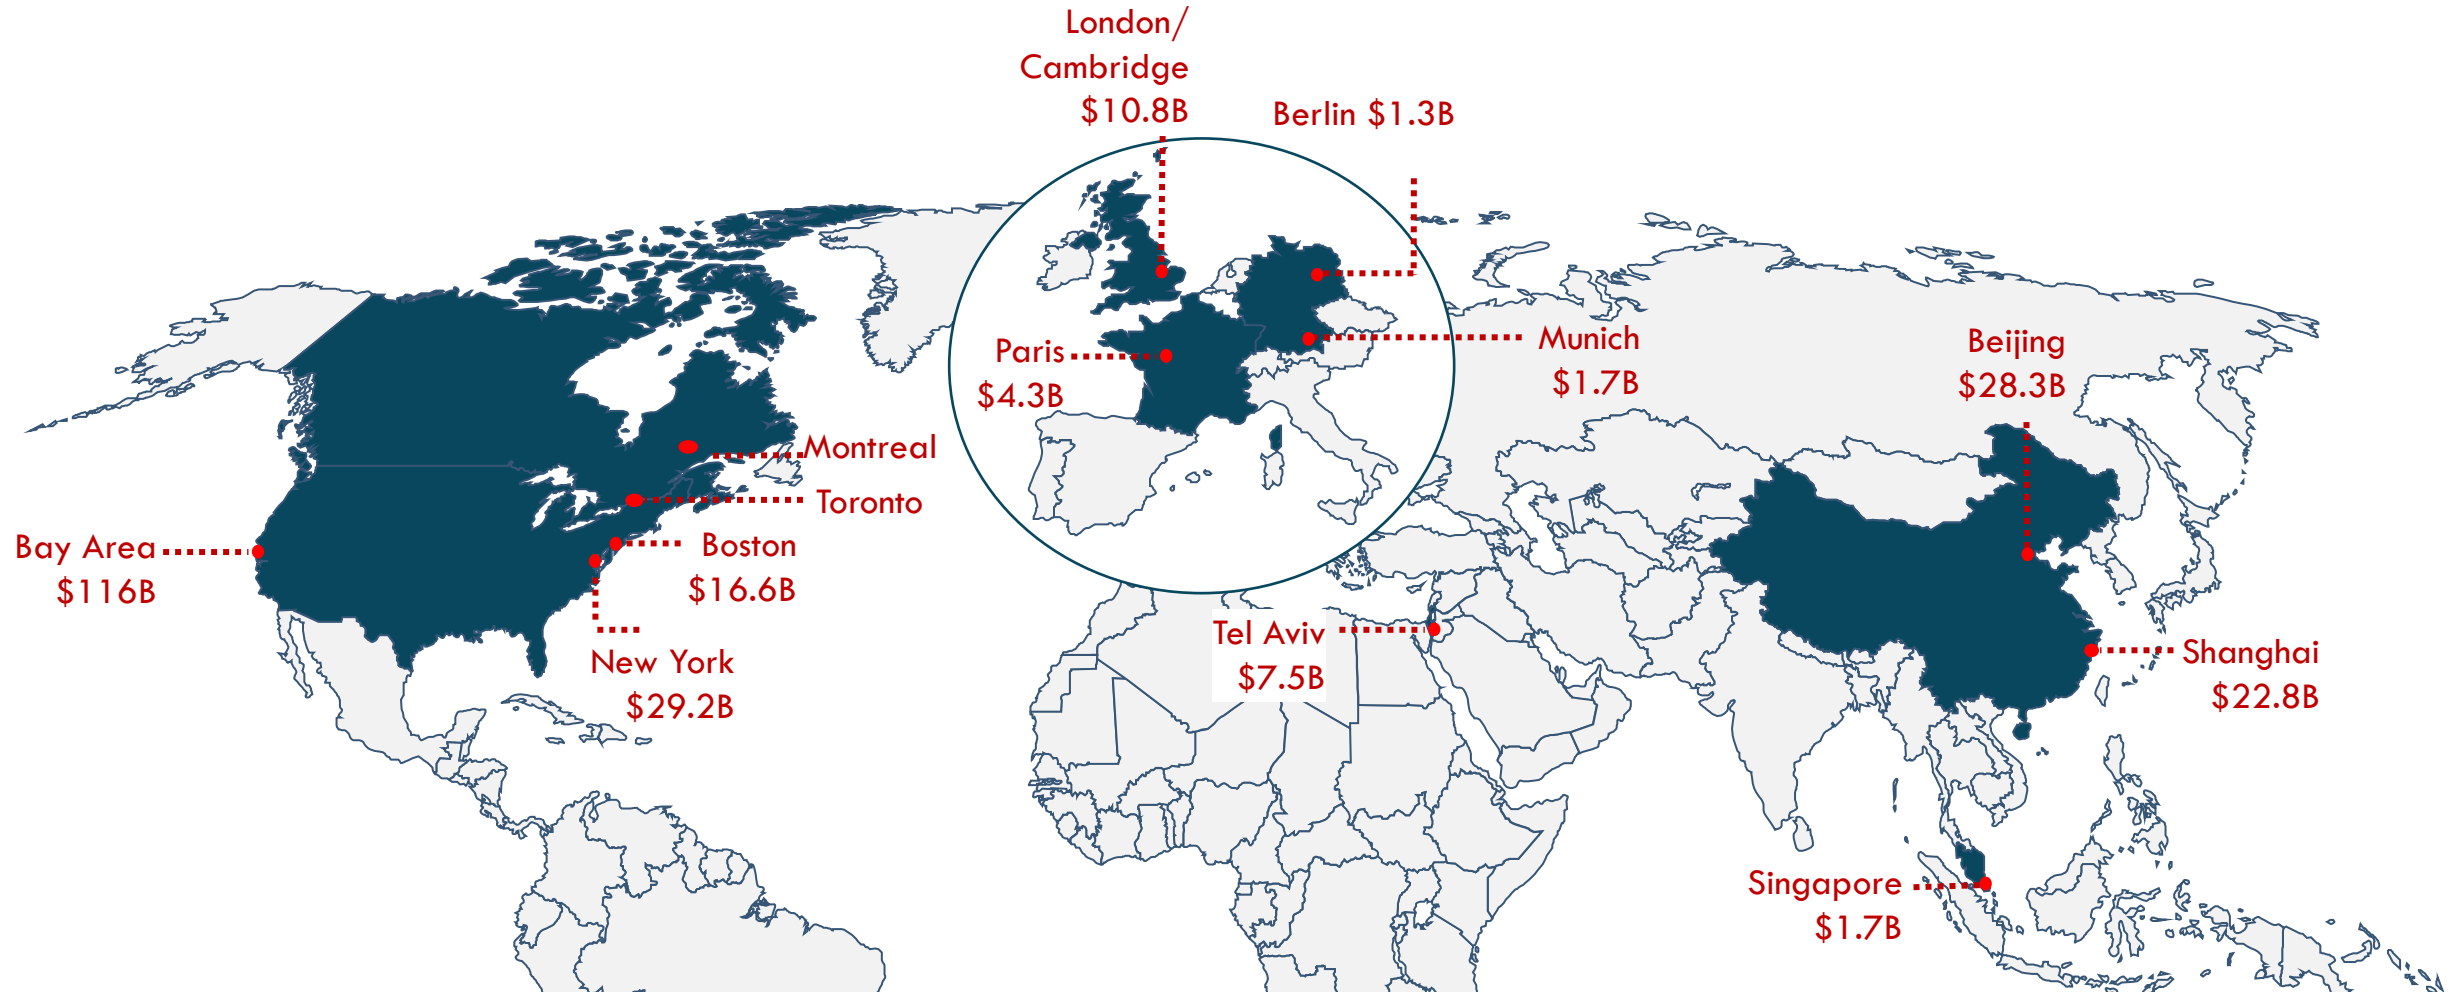 London/
Cambridge
$10.8B
Berlin $1.3B
Paris
$4.3B
Munich
$1.7B
Beijing
$28.3B
Montreal
Toronto
Bay Area
$116B
Boston
$16.6B
New York
$29.2B
Tel Aviv
$7.5B
Shanghai
$22.8B
Singapore
$1.7B